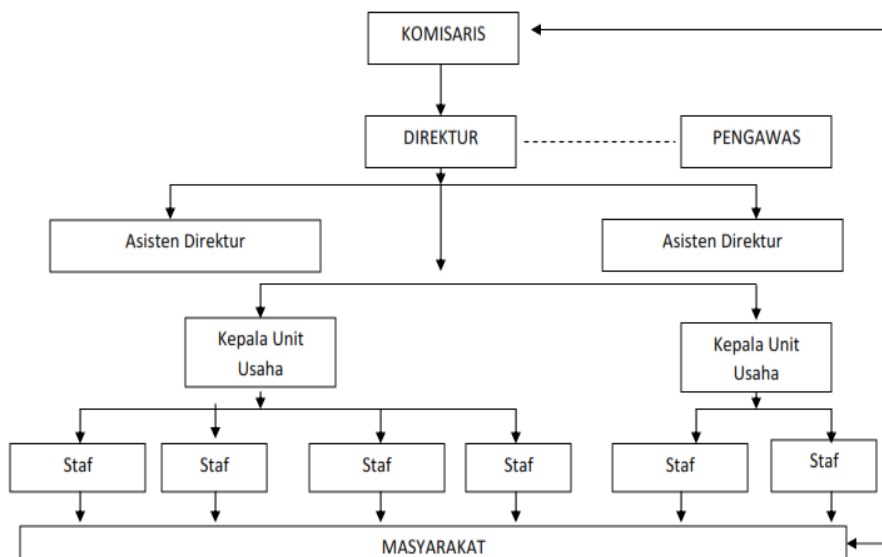 KOMISARIS
DIREKTUR
PENGAWAS
Asisten Direktur
Asisten Direktur
Kepala Unit
Usaha
Kepala Unit
Usaha
Staf
Staf
Staf
Staf
Staf
Staf
MASYARAKAT